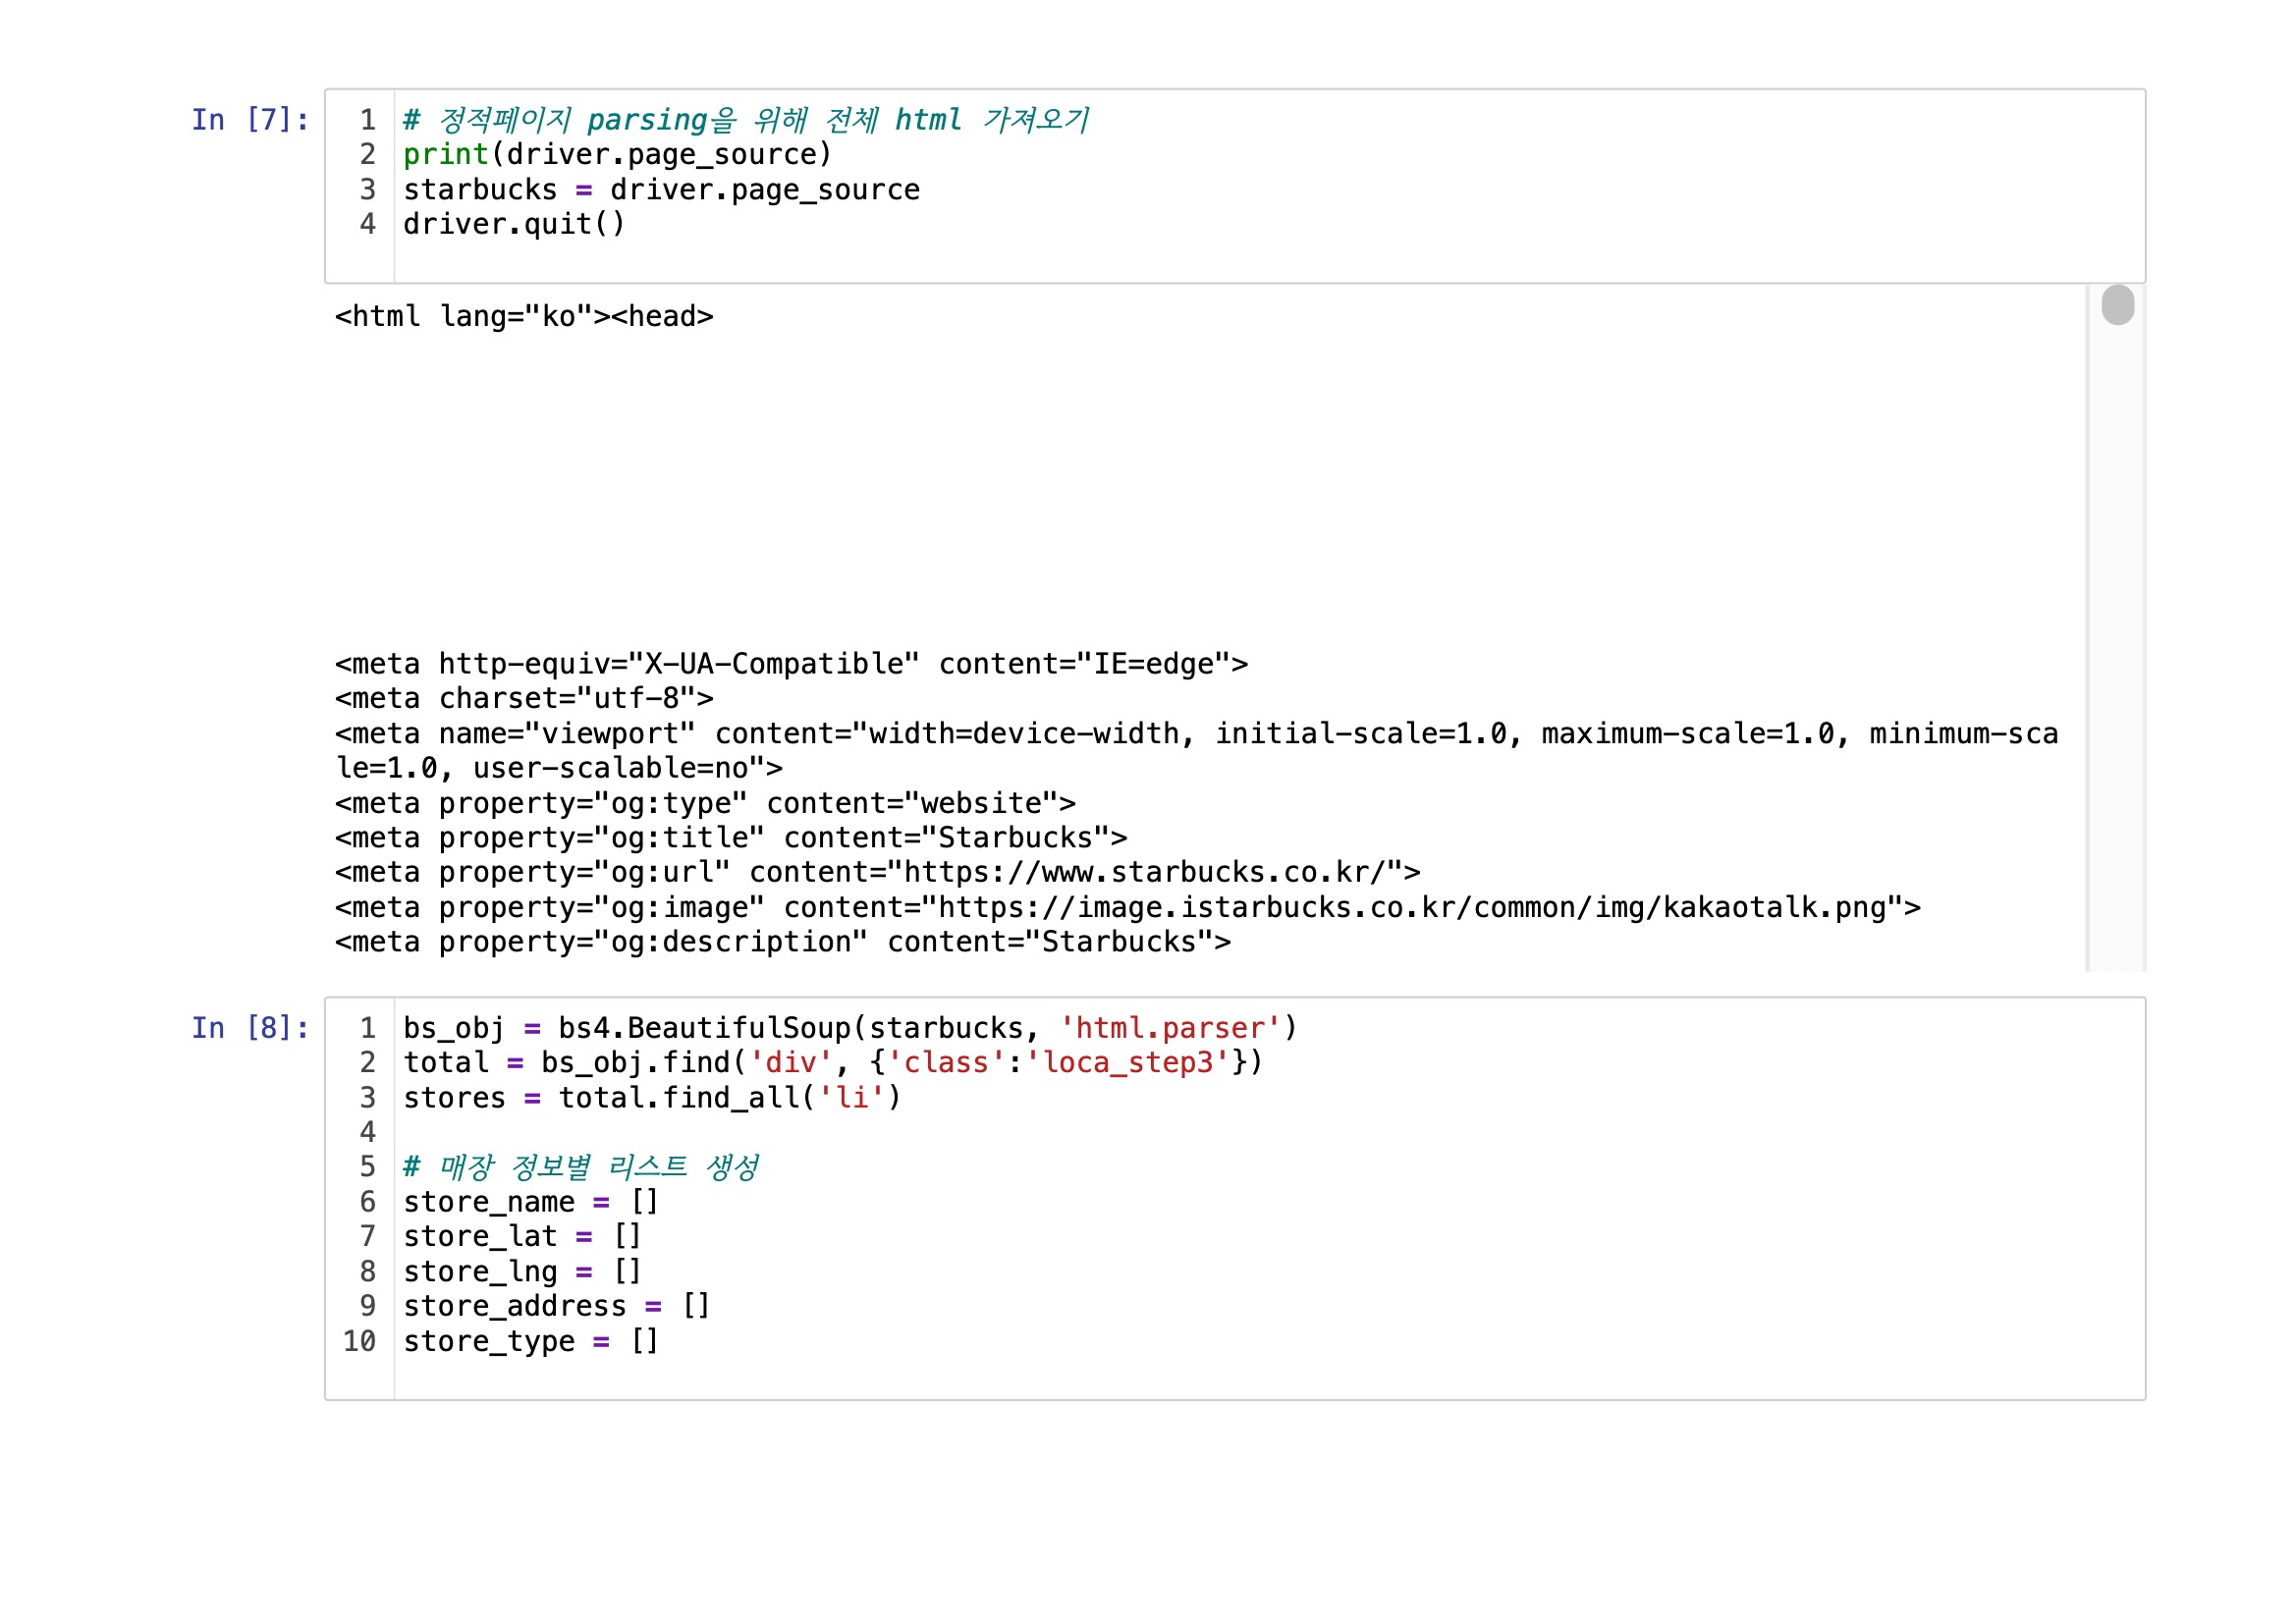 In [7]:
1 # 정적페이지 parsing을 위해 전체 html 가져오기
2 print(driver.page_source)
3 starbucks = driver.page_source
4 driver.quit()
<html lang="ko"><head>
<meta http-equiv="X-UA-Compatible" content="IE=edge">
<meta charset="utf-8">
<meta name="viewport" content="width=device-width, initial-scale=1.0, maximum-scale=1.0, minimum-sca
le=1.0, user-scalable=no">
<meta property="og:type" content="website">
<meta property="og:title" content="Starbucks">
<meta property="og:url" content="https://www.starbucks.co.kr/">
<meta property="og:image" content="https://image.istarbucks.co.kr/common/img/kakaotalk.png">
<meta property="og:description" content="Starbucks">
In [8]:
1 bs_obj = bs4.BeautifulSoup(starbucks, 'html.parser')
2 total = bs_obj.find('div', {'class':'loca_step3'})
3 stores = total.find_all('li')
4
5 # 매장 정보별 리스트 생성
6 store_name = []
7 store_lat = []
8 store_lng = []
9 store_address = []
10 store_type = []